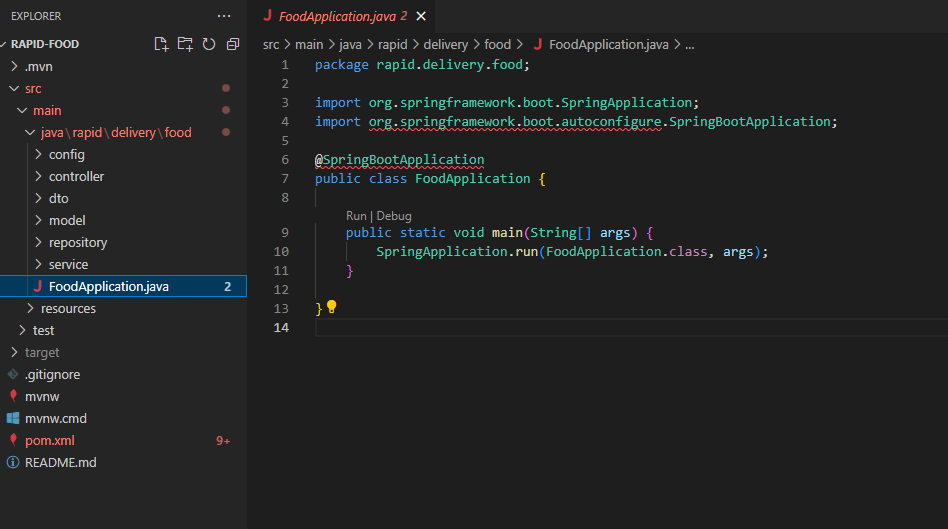 EXPLORER ...
RAPID-FOOD
.mvn
src
main
java\rapid\delivery\food
config
controller
dto
model
repository
service
FoodApplication.java 2
resources
test
target
.gitignore
mvnw
mvnw.cmd
pom.xml 9+
README.md
FoodApplication.java 2
src > main > java > rapid > delivery > food > FoodApplication.java > ...
1 package rapid.delivery.food;
2
3 import org.springframework.boot.SpringApplication;
4 import org.springframework.boot.autoconfigure.SpringBootApplication;
5
6 @SpringBootApplication
7 public class FoodApplication {
8
Run | Debug
9 public static void main(String[] args) {
10 SpringApplication.run(FoodApplication.class, args);
11 }
12
13 }
14